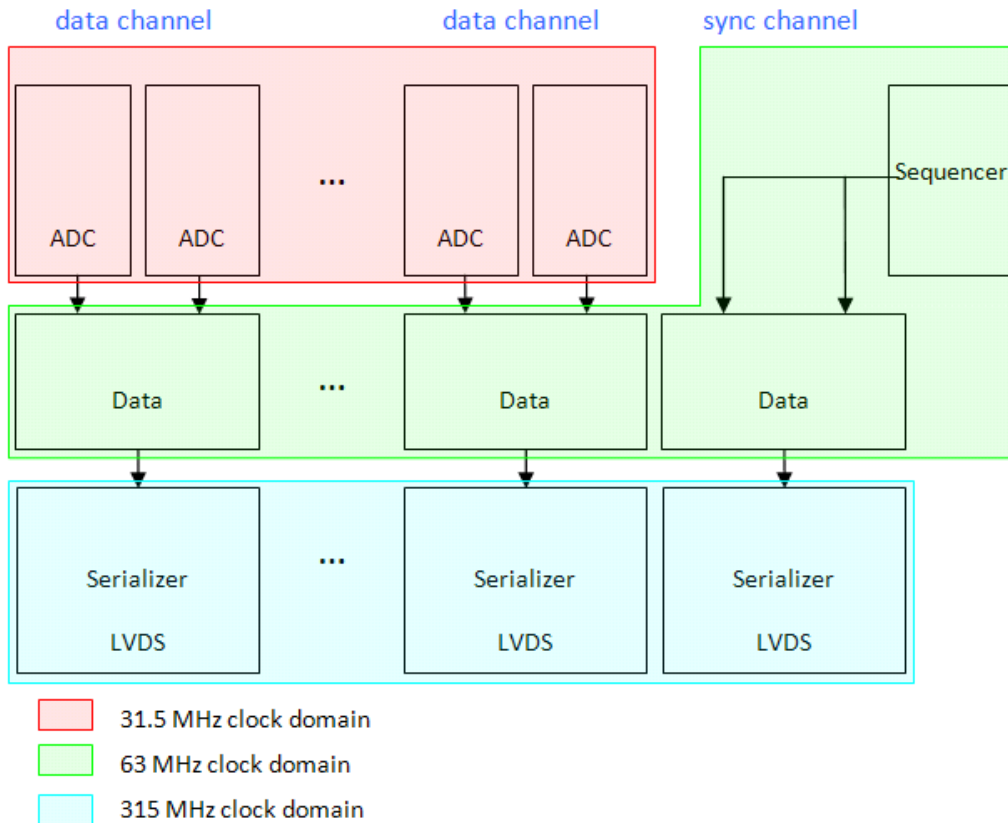 data channel data channel sync channel
... Sequencer
ADC ADC ADC ADC
... 
Data Data Data
...
Serializer Serializer Serializer
LVDS LVDS LVDS
31.5 MHz clock domain
63 MHz clock domain
315 MHz clock domain